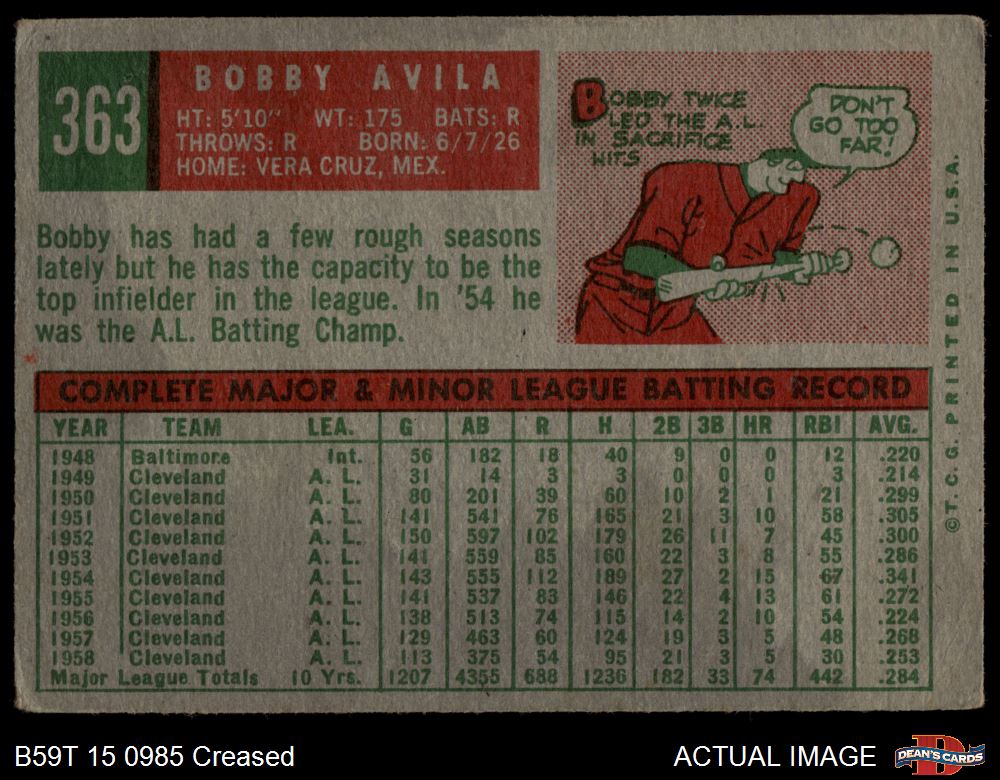 363
BOBBY AVILA
HT: 5'10" WT: 175 BATS: R
THROWS: R BORN: 6/7/26
HOME: VERA CRUZ, MEX.
BOBBY TWICE
LED THE A.L.
IN SACRIFICE
HITS
DON'T
GO TOO
FAR!
Bobby has had a few rough seasons
lately but he has the capacity to be the
top infielder in the league. In '54 he
was the A.L. Batting Champ.
COMPLETE MAJOR & MINOR LEAGUE BATTING RECORD
YEAR TEAM LEA. G AB R H 2B 3B HR RBI AVG.
1948 Baltimore Int. 56 182 18 40 9 0 0 12 .220
1949 Cleveland A. L. 31 14 3 3 0 0 0 3 .214
1950 Cleveland A. L. 80 201 39 60 10 2 1 21 .299
1951 Cleveland A. L. 141 541 76 165 21 3 10 58 .305
1952 Cleveland A. L. 150 597 102 179 26 11 7 45 .300
1953 Cleveland A. L. 141 559 85 160 22 3 8 55 .286
1954 Cleveland A. L. 143 555 112 189 27 2 15 67 .341
1955 Cleveland A. L. 141 537 83 146 22 4 13 61 .272
1956 Cleveland A. L. 138 513 74 115 14 2 10 54 .224
1957 Cleveland A. L. 129 463 60 124 19 3 5 48 .268
1958 Cleveland A. L. 113 375 54 95 21 3 5 30 .253
Major League Totals 10 Yrs. 1207 4355 688 1236 182 33 74 442 .284
©T. C. G. PRINTED IN U.S.A.
B59T 15 0985 Creased
ACTUAL IMAGE
DEAN'S CARDS